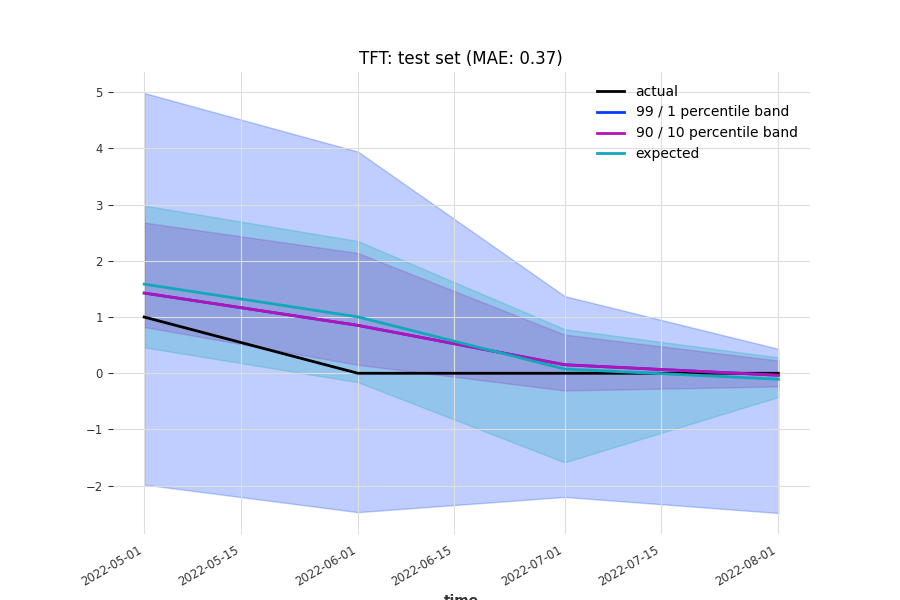 TFT: test set (MAE: 0.37)
actual
99 / 1 percentile band
90 / 10 percentile band
expected
5
4
3
2
1
0
−1
−2
2022-05-01
2022-05-15
2022-06-01
2022-06-15
2022-07-01
2022-07-15
2022-08-01
time